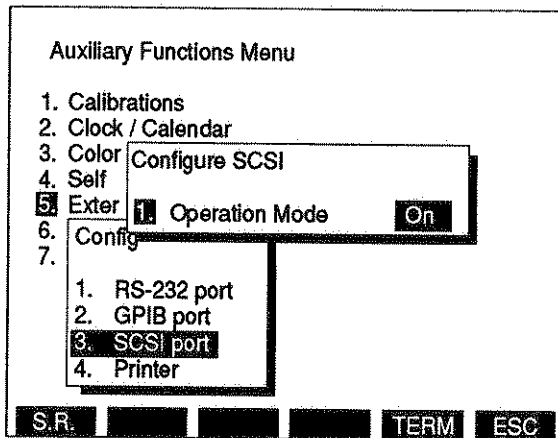 Auxiliary Functions Menu
1. Calibrations
2. Clock / Calendar
3. Color
4. Self
5. Exter
6.
7.
Configure SCSI
1. Operation Mode On
Config
1. RS-232 port
2. GPIB port
3. SCSI port
4. Printer
S.R. TERM ESC